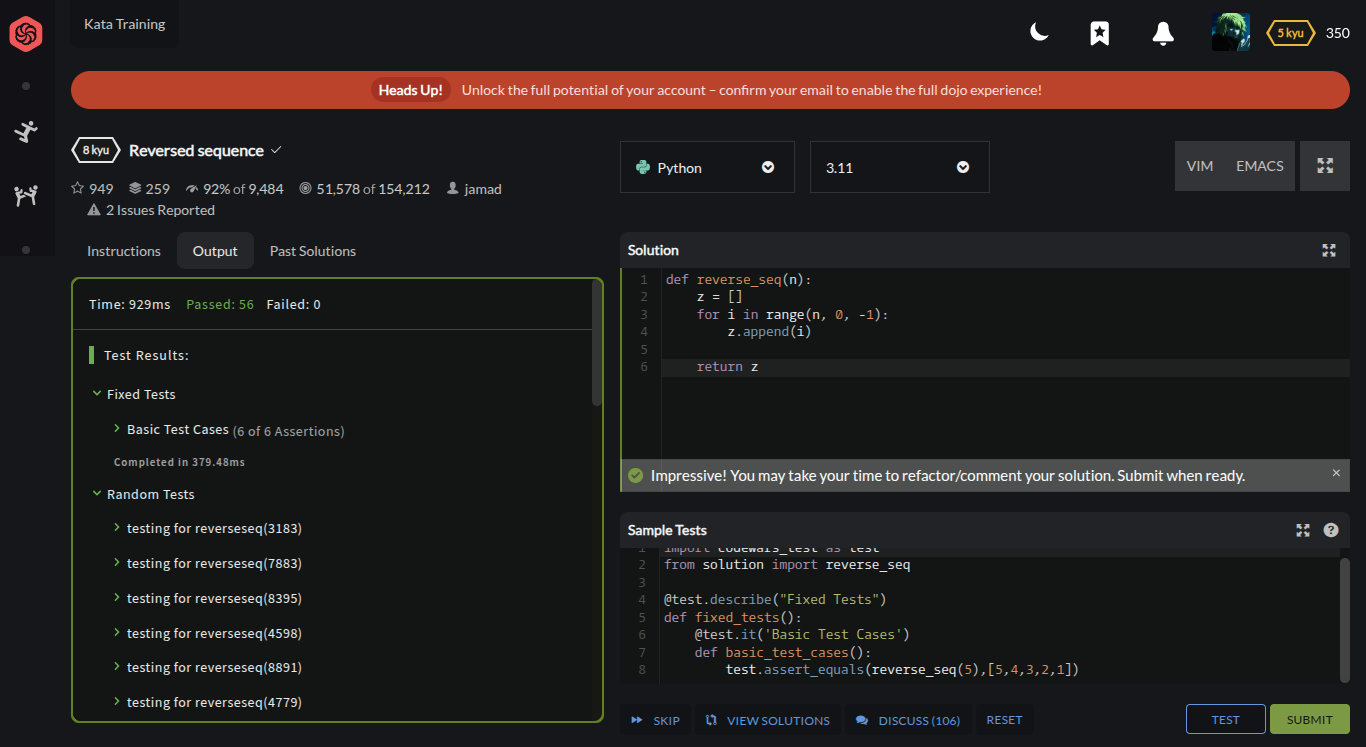 Kata Training
5 kyu 350
Heads Up! Unlock the full potential of your account – confirm your email to enable the full dojo experience!
8 kyu Reversed sequence
949 259 92% of 9,484 51,578 of 154,212 jamad
2 Issues Reported
Instructions Output Past Solutions
Time: 929ms Passed: 56 Failed: 0
Test Results:
Fixed Tests
Basic Test Cases (6 of 6 Assertions)
Completed in 379.48ms
Random Tests
testing for reverseseq(3183)
testing for reverseseq(7883)
testing for reverseseq(8395)
testing for reverseseq(4598)
testing for reverseseq(8891)
testing for reverseseq(4779)
Python 3.11 VIM EMACS
Solution
1 def reverse_seq(n):
2     z = []
3     for i in range(n, 0, -1):
4         z.append(i)
5
6     return z
Impressive! You may take your time to refactor/comment your solution. Submit when ready. ×
Sample Tests
1 import codewars_test as test
2 from solution import reverse_seq
3
4 @test.describe("Fixed Tests")
5 def fixed_tests():
6     @test.it('Basic Test Cases')
7     def basic_test_cases():
8         test.assert_equals(reverse_seq(5),[5,4,3,2,1])
SKIP VIEW SOLUTIONS DISCUSS (106) RESET TEST SUBMIT